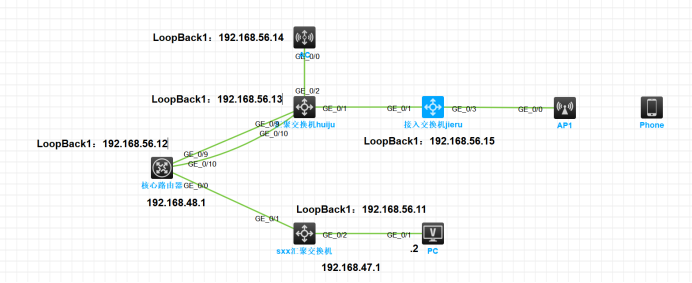 LoopBack1：192.168.56.14
AC
GE_0/0
GE_0/2
LoopBack1：192.168.56.13
GE_0/9
聚交换机huiju
GE_0/1
GE_0/1
接入交换机jieru
GE_0/3
GE_0/0
AP1
Phone
GE_0/10
LoopBack1：192.168.56.15
LoopBack1：192.168.56.12
GE_0/9
GE_0/10
核心路由器
GE_0/0
192.168.48.1
LoopBack1：192.168.56.11
GE_0/1
GE_0/2
GE_0/1
sxx汇聚交换机
.2
PC
192.168.47.1